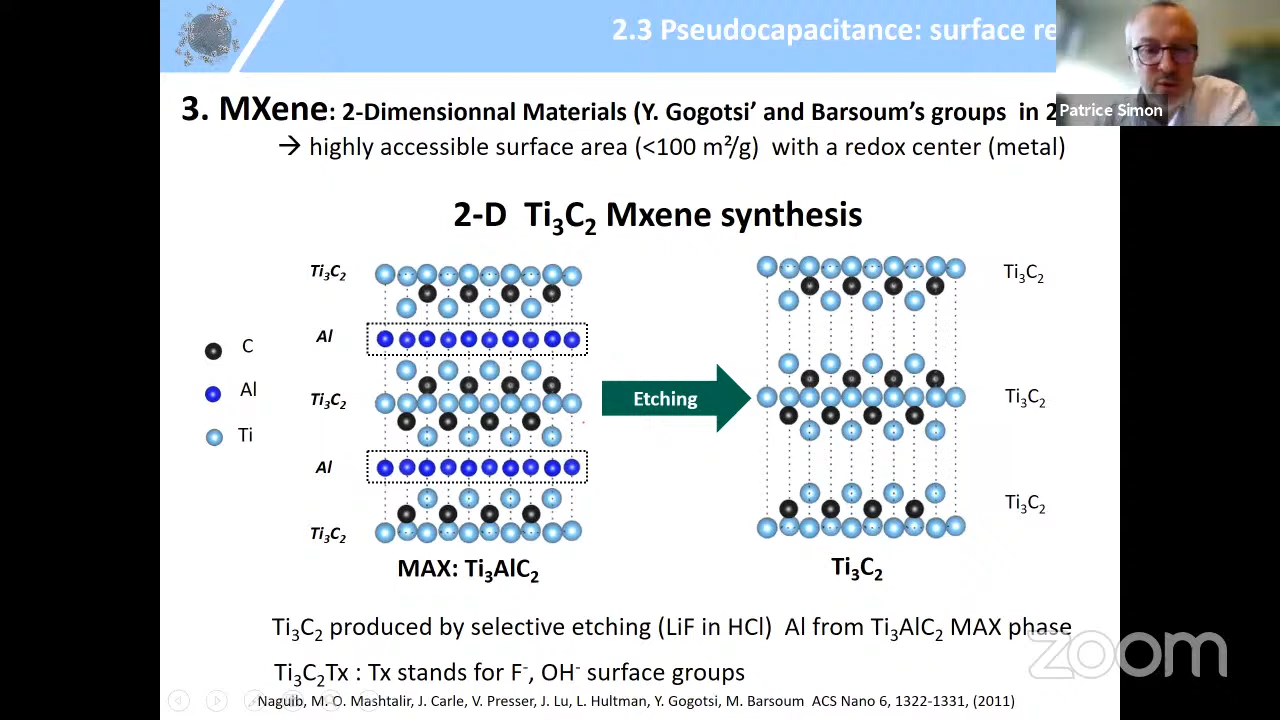 2.3 Pseudocapacitance: surface re
Patrice Simon
3. MXene: 2-Dimensionnal Materials (Y. Gogotsi’ and Barsoum’s groups in 2
→ highly accessible surface area (<100 m²/g) with a redox center (metal)
2-D Ti₃C₂ Mxene synthesis
Ti₃C₂
Al
Ti₃C₂
Al
Ti₃C₂
C
Al
Ti
Etching
Ti₃C₂
Ti₃C₂
Ti₃C₂
MAX: Ti₃AlC₂
Ti₃C₂
Ti₃C₂ produced by selective etching (LiF in HCl) Al from Ti₃AlC₂ MAX phase
Ti₃C₂Tx : Tx stands for F⁻, OH⁻ surface groups
Naguib, M. O. Mashtalir, J. Carle, V. Presser, J. Lu, L. Hultman, Y. Gogotsi, M. Barsoum ACS Nano 6, 1322-1331, (2011)
zoom